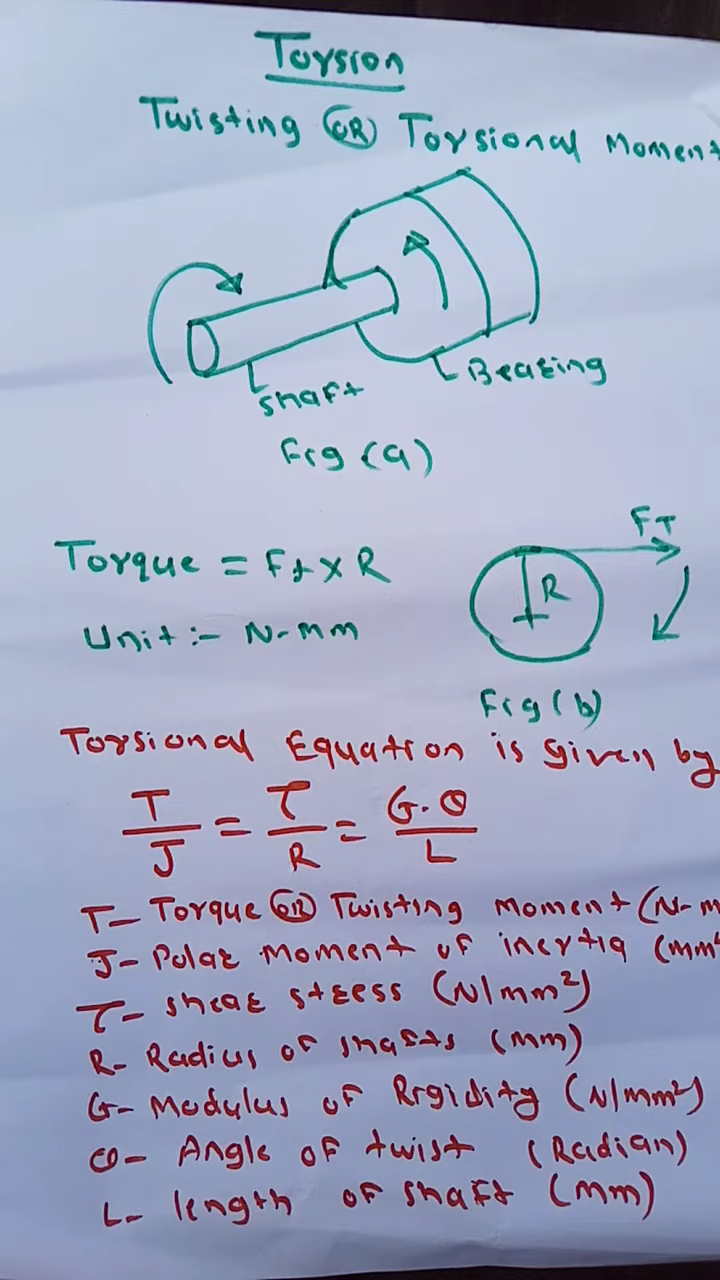 Torsion
Twisting OR Torsional Moment
Shaft
Bearing
Fig (a)
FT
Torque = Ft x R
R
Unit :- N-mm
Fig (b)
Torsional Equation is given by
T/J = τ/R = G.θ/L
T- Torque OR Twisting Moment (N-m
J- Polar Moment of inertia (mm⁴
τ- Shear stress (N/mm²)
R- Radius of shafts (mm)
G- Modulus of Rigidity (N/mm²)
θ- Angle of twist (Radian)
L- length of shaft (mm)